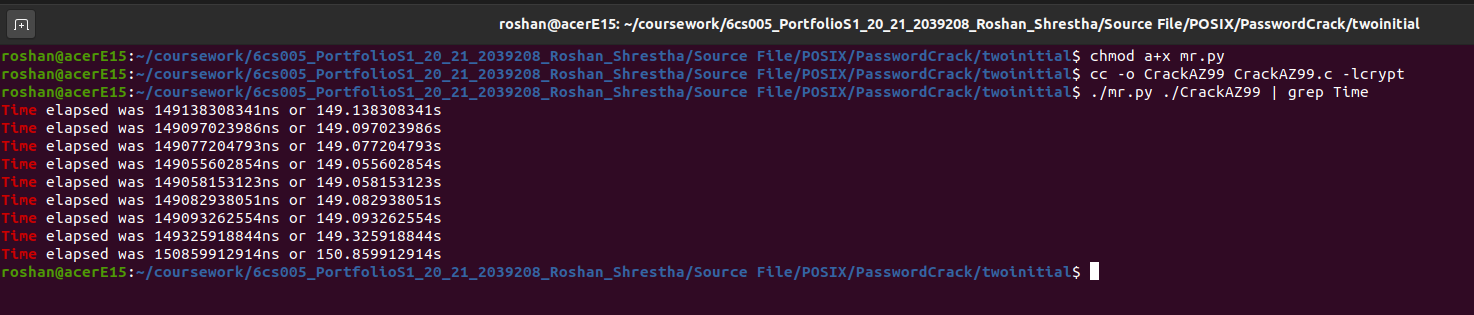 roshan@acerE15: ~/coursework/6cs005_PortfolioS1_20_21_2039208_Roshan_Shrestha/Source File/POSIX/PasswordCrack/twoinitial
roshan@acerE15:~/coursework/6cs005_PortfolioS1_20_21_2039208_Roshan_Shrestha/Source File/POSIX/PasswordCrack/twoinitial$ chmod a+x mr.py
roshan@acerE15:~/coursework/6cs005_PortfolioS1_20_21_2039208_Roshan_Shrestha/Source File/POSIX/PasswordCrack/twoinitial$ cc -o CrackAZ99 CrackAZ99.c -lcrypt
roshan@acerE15:~/coursework/6cs005_PortfolioS1_20_21_2039208_Roshan_Shrestha/Source File/POSIX/PasswordCrack/twoinitial$ ./mr.py ./CrackAZ99 | grep Time
Time elapsed was 149138308341ns or 149.138308341s
Time elapsed was 149097023986ns or 149.097023986s
Time elapsed was 149077204793ns or 149.077204793s
Time elapsed was 149055602854ns or 149.055602854s
Time elapsed was 149058153123ns or 149.058153123s
Time elapsed was 149082938051ns or 149.082938051s
Time elapsed was 149093262554ns or 149.093262554s
Time elapsed was 149325918844ns or 149.325918844s
Time elapsed was 150859912914ns or 150.859912914s
roshan@acerE15:~/coursework/6cs005_PortfolioS1_20_21_2039208_Roshan_Shrestha/Source File/POSIX/PasswordCrack/twoinitial$